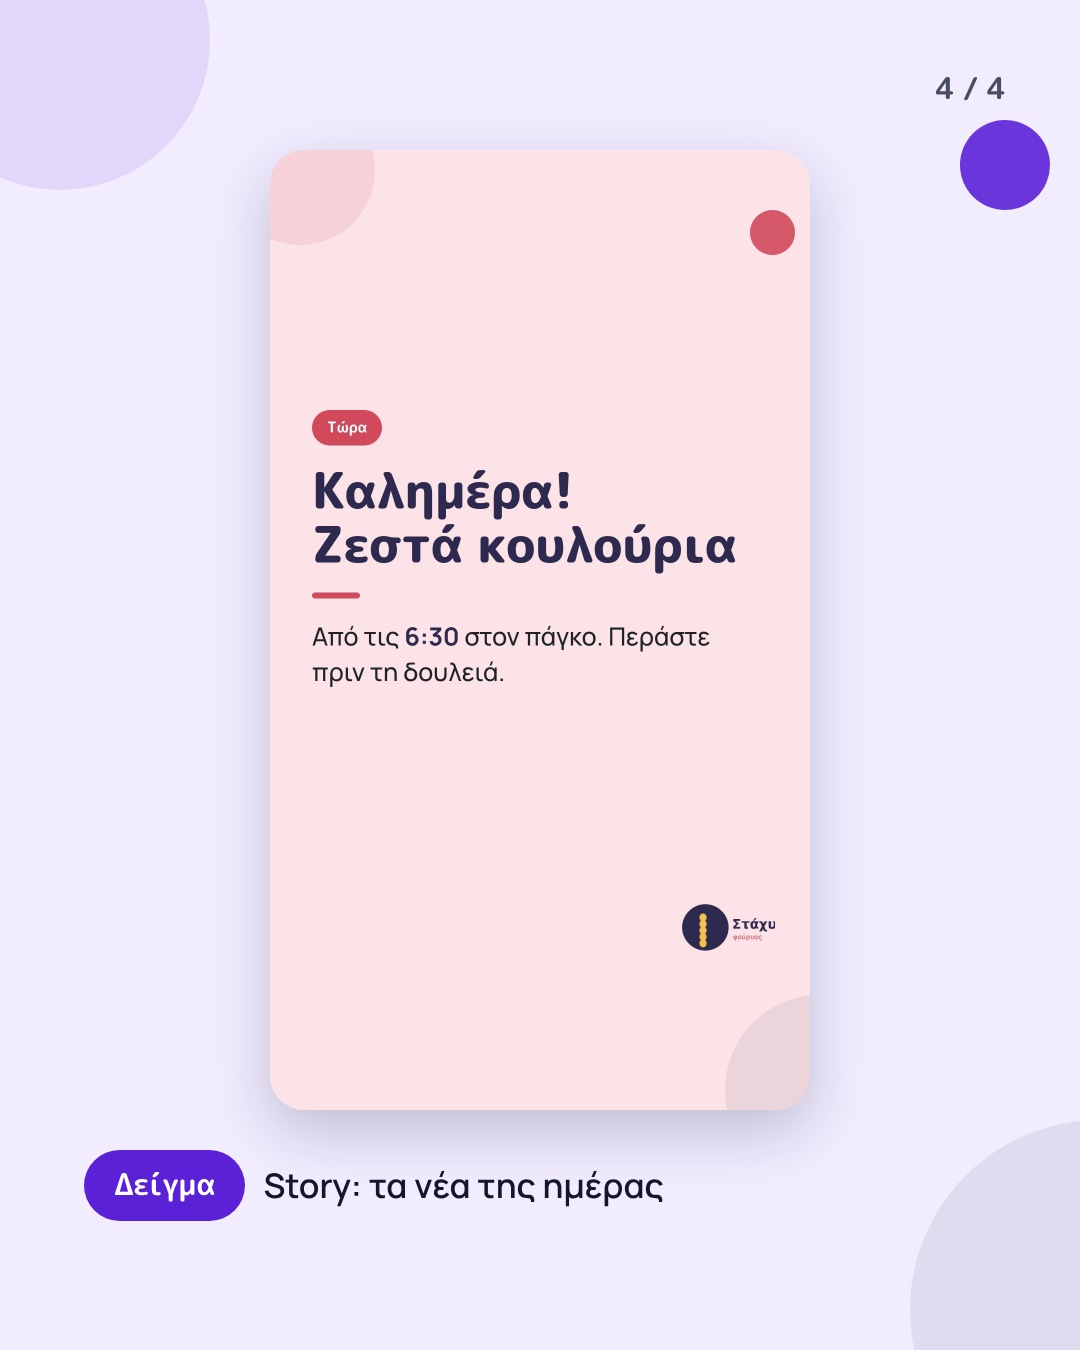 4 / 4
Τώρα
Καλημέρα!
Ζεστά κουλούρια
Από τις 6:30 στον πάγκο. Περάστε
πριν τη δουλειά.
Στάχυ
φούρνος
Δείγμα
Story: τα νέα της ημέρας